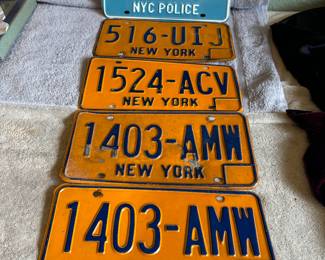 NYC POLICE
516-UIJ
NEW YORK
1524-ACV
NEW YORK
1403-AMW
NEW YORK
1403-AMW